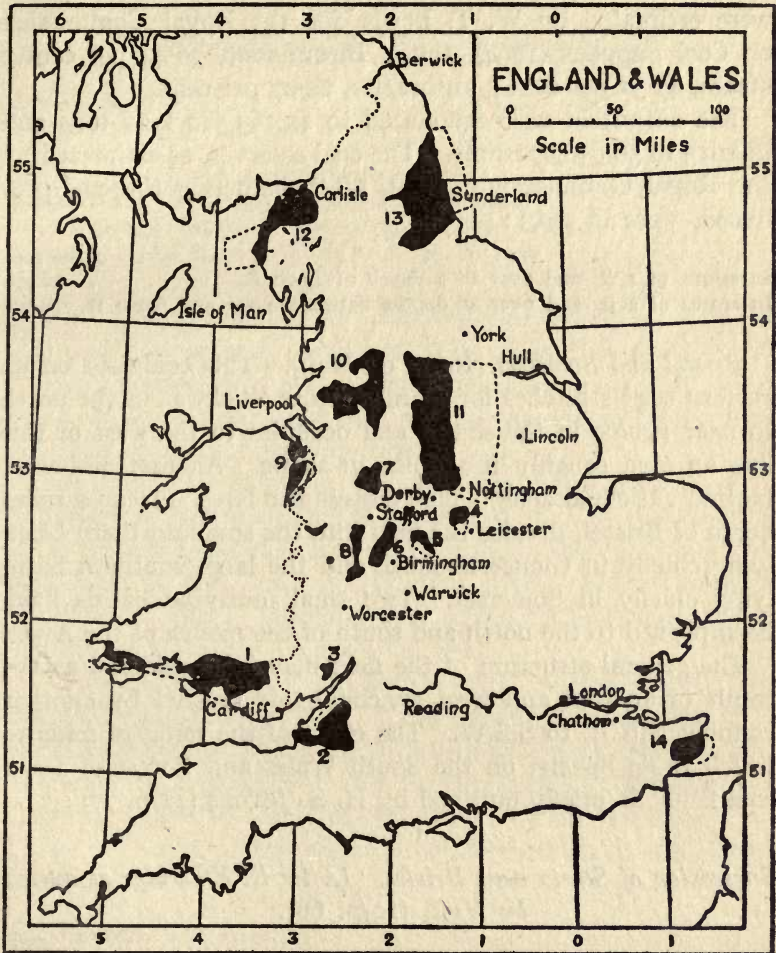 6 5 4 3 2 1 0 1
Berwick
ENGLAND & WALES
0 50 100
Scale in Miles
55 55
Carlisle
Sunderland
13
12
Isle of Man
54 54
York
Hull
10
Liverpool
11
Lincoln
9
53 53
7
Derby
Nottingham
Stafford
4
Leicester
8 6 5
Birmingham
Warwick
Worcester
52 52
1 3
London
Cardiff
Reading
Chatham
14
2
51 51
5 4 3 2 1 0 1